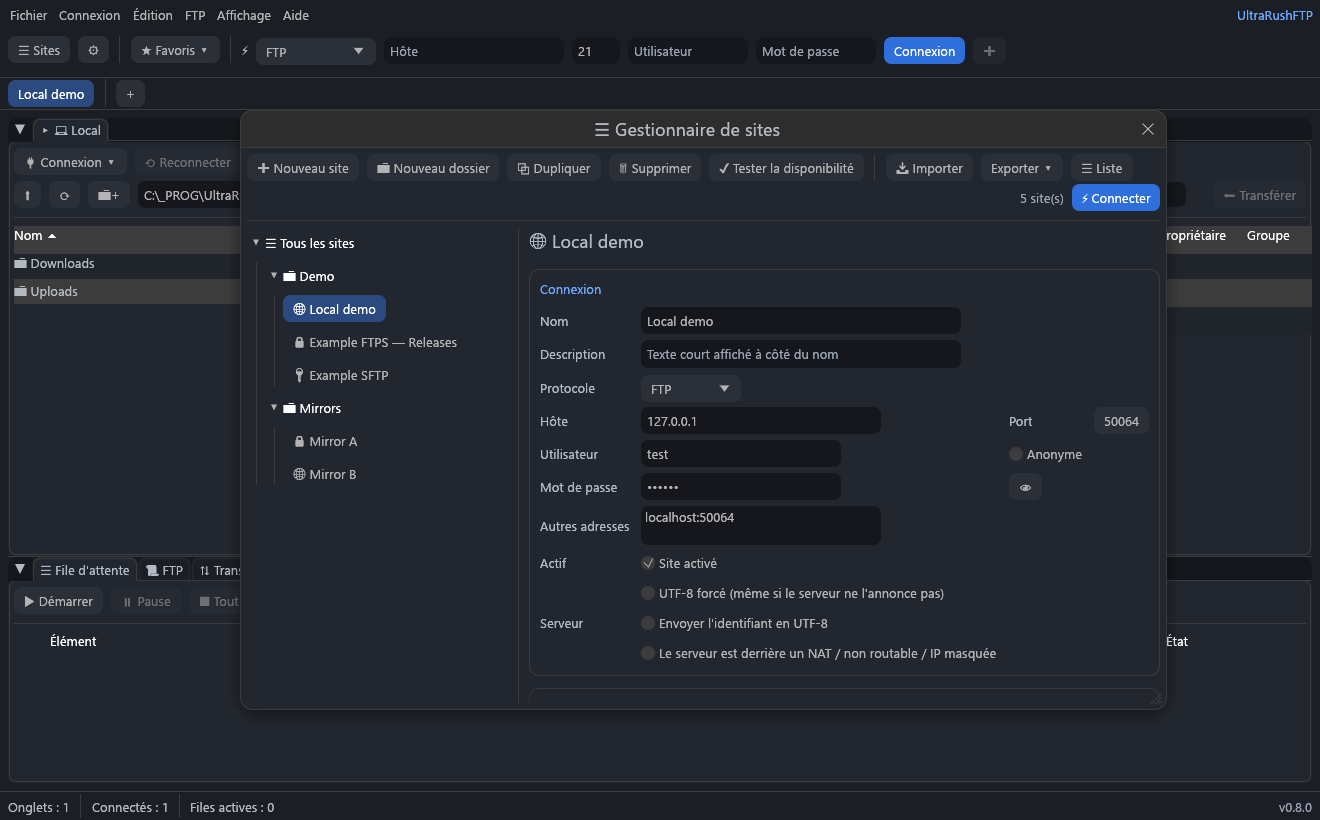 Fichier Connexion Édition FTP Affichage Aide UltraRushFTP
Sites Favoris FTP Hôte 21 Utilisateur Mot de passe Connexion +
Local demo +
Local
Gestionnaire de sites
Connexion Reconnecter
+ Nouveau site Nouveau dossier Dupliquer Supprimer Tester la disponibilité Importer Exporter Liste
C:\_PROG\UltraR
5 site(s) Connecter
Transférer
Nom
ropriétaire Groupe
Downloads
Uploads
Tous les sites
Demo
Local demo
Example FTPS — Releases
Example SFTP
Mirrors
Mirror A
Mirror B
Local demo
Connexion
Nom Local demo
Description Texte court affiché à côté du nom
Protocole FTP
Hôte 127.0.0.1 Port 50064
Utilisateur test Anonyme
Mot de passe ••••••
Autres adresses localhost:50064
Actif Site activé
UTF-8 forcé (même si le serveur ne l'annonce pas)
Serveur Envoyer l'identifiant en UTF-8
Le serveur est derrière un NAT / non routable / IP masquée
File d'attente FTP Trans
Démarrer Pause Tout
Élément État
Onglets : 1 Connectés : 1 Files actives : 0 v0.8.0